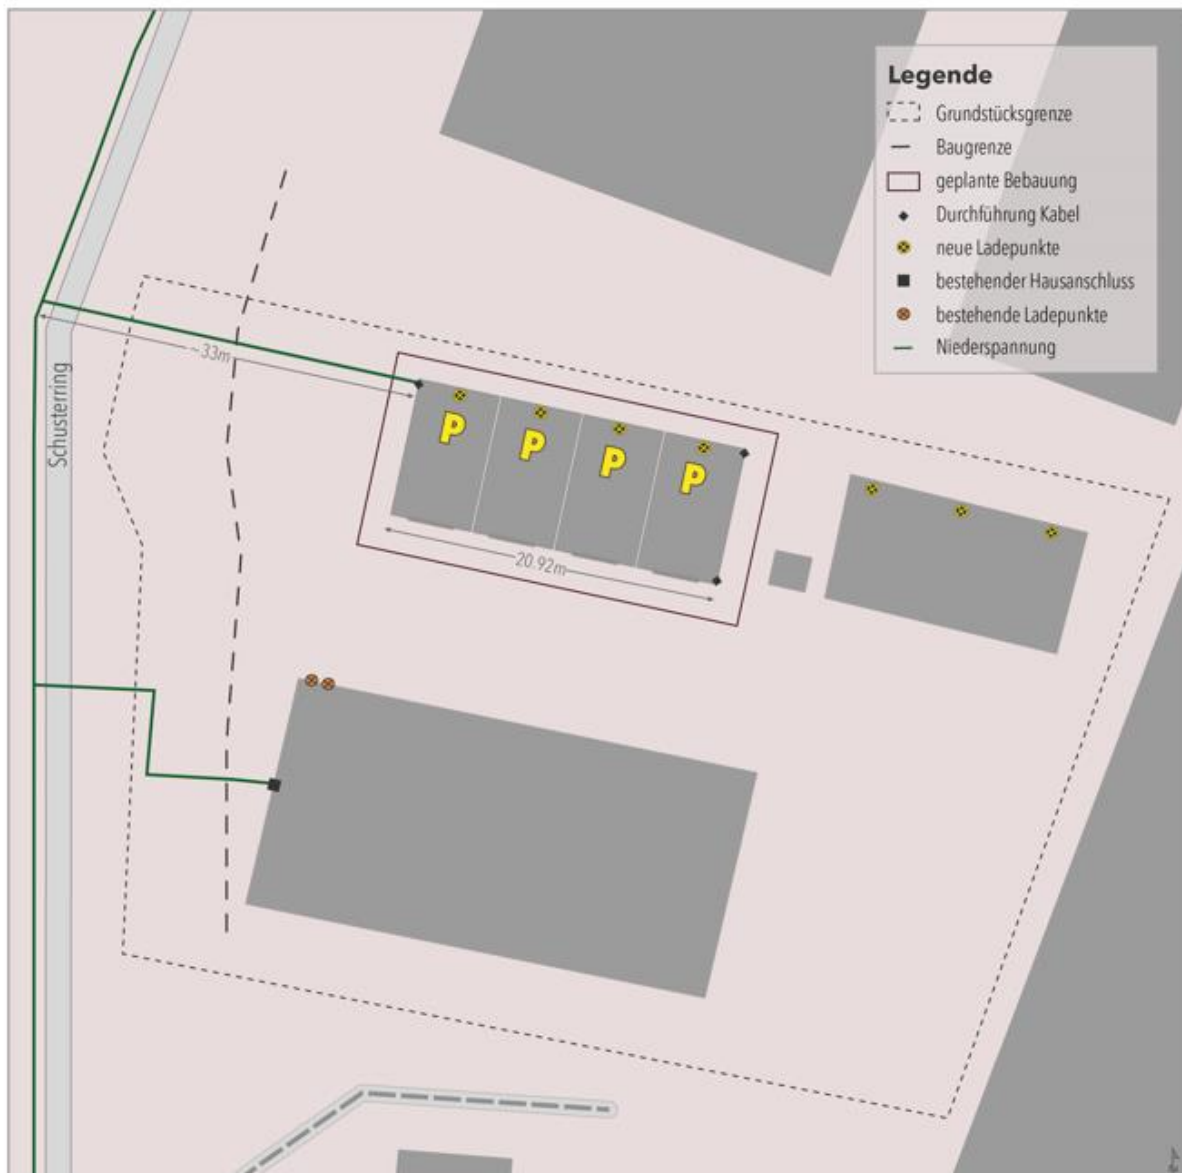 Legende
Grundstücksgrenze
Baugrenze
geplante Bebauung
Durchführung Kabel
neue Ladepunkte
bestehender Hausanschluss
bestehende Ladepunkte
Niederspannung
~33m
Schusterring
P
P
P
P
20.92m